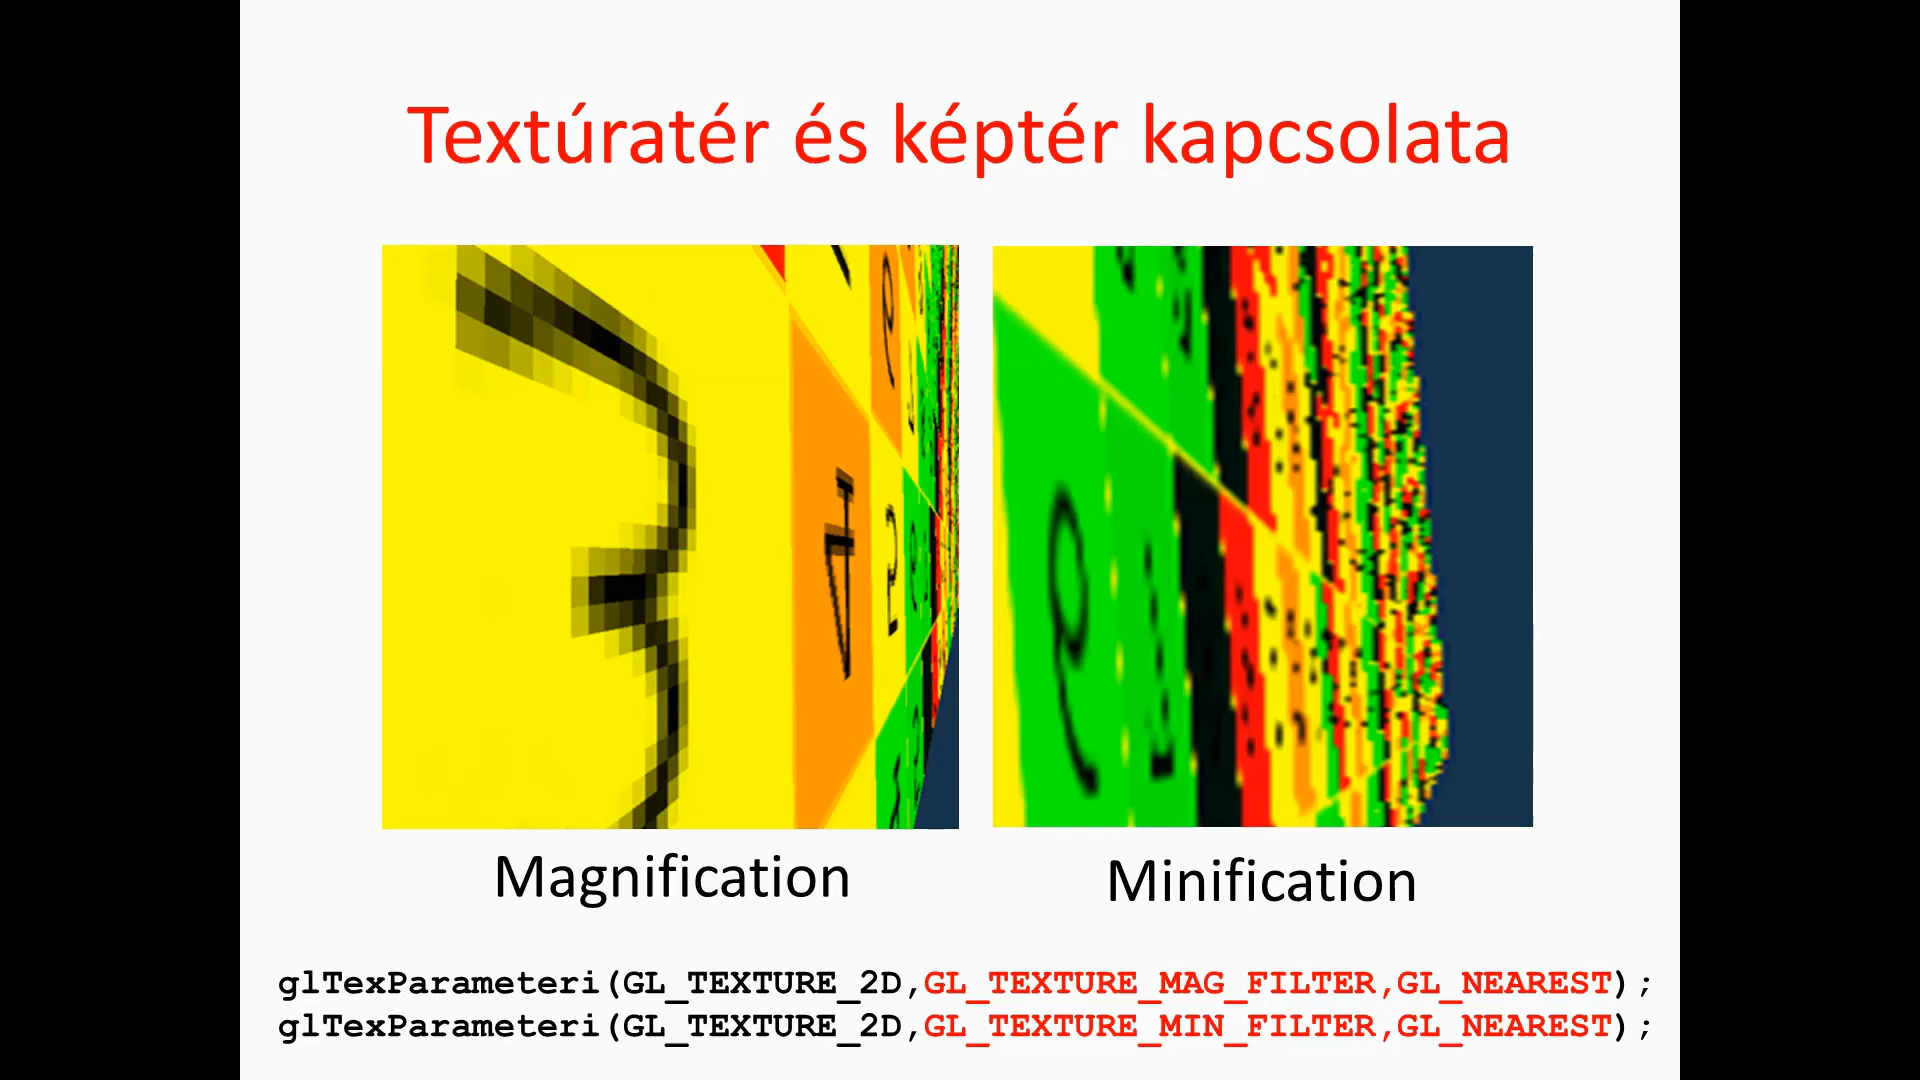 Textúratér és képtér kapcsolata
Magnification
Minification
glTexParameteri(GL_TEXTURE_2D,GL_TEXTURE_MAG_FILTER,GL_NEAREST);
glTexParameteri(GL_TEXTURE_2D,GL_TEXTURE_MIN_FILTER,GL_NEAREST);